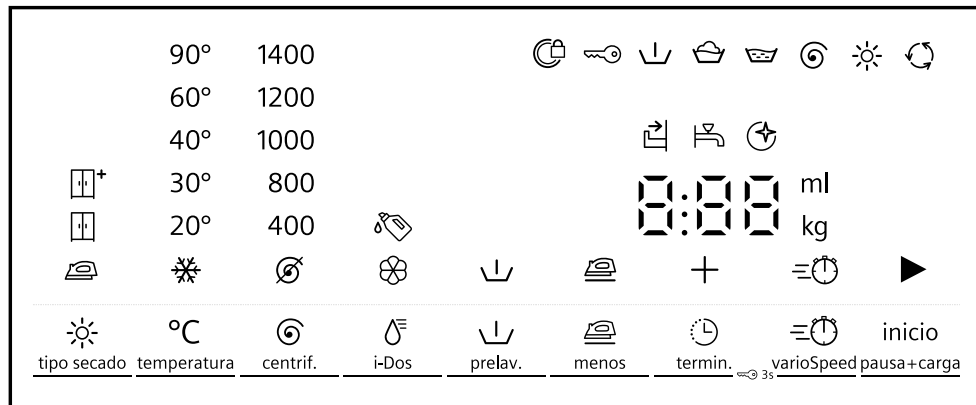 90° 1400
60° 1200
40° 1000
+ 30° 800 8:88 ml
20° 400 kg
°C inicio
tipo secado temperatura centrif. i-Dos prelav. menos termin. varioSpeed pausa+carga
3s